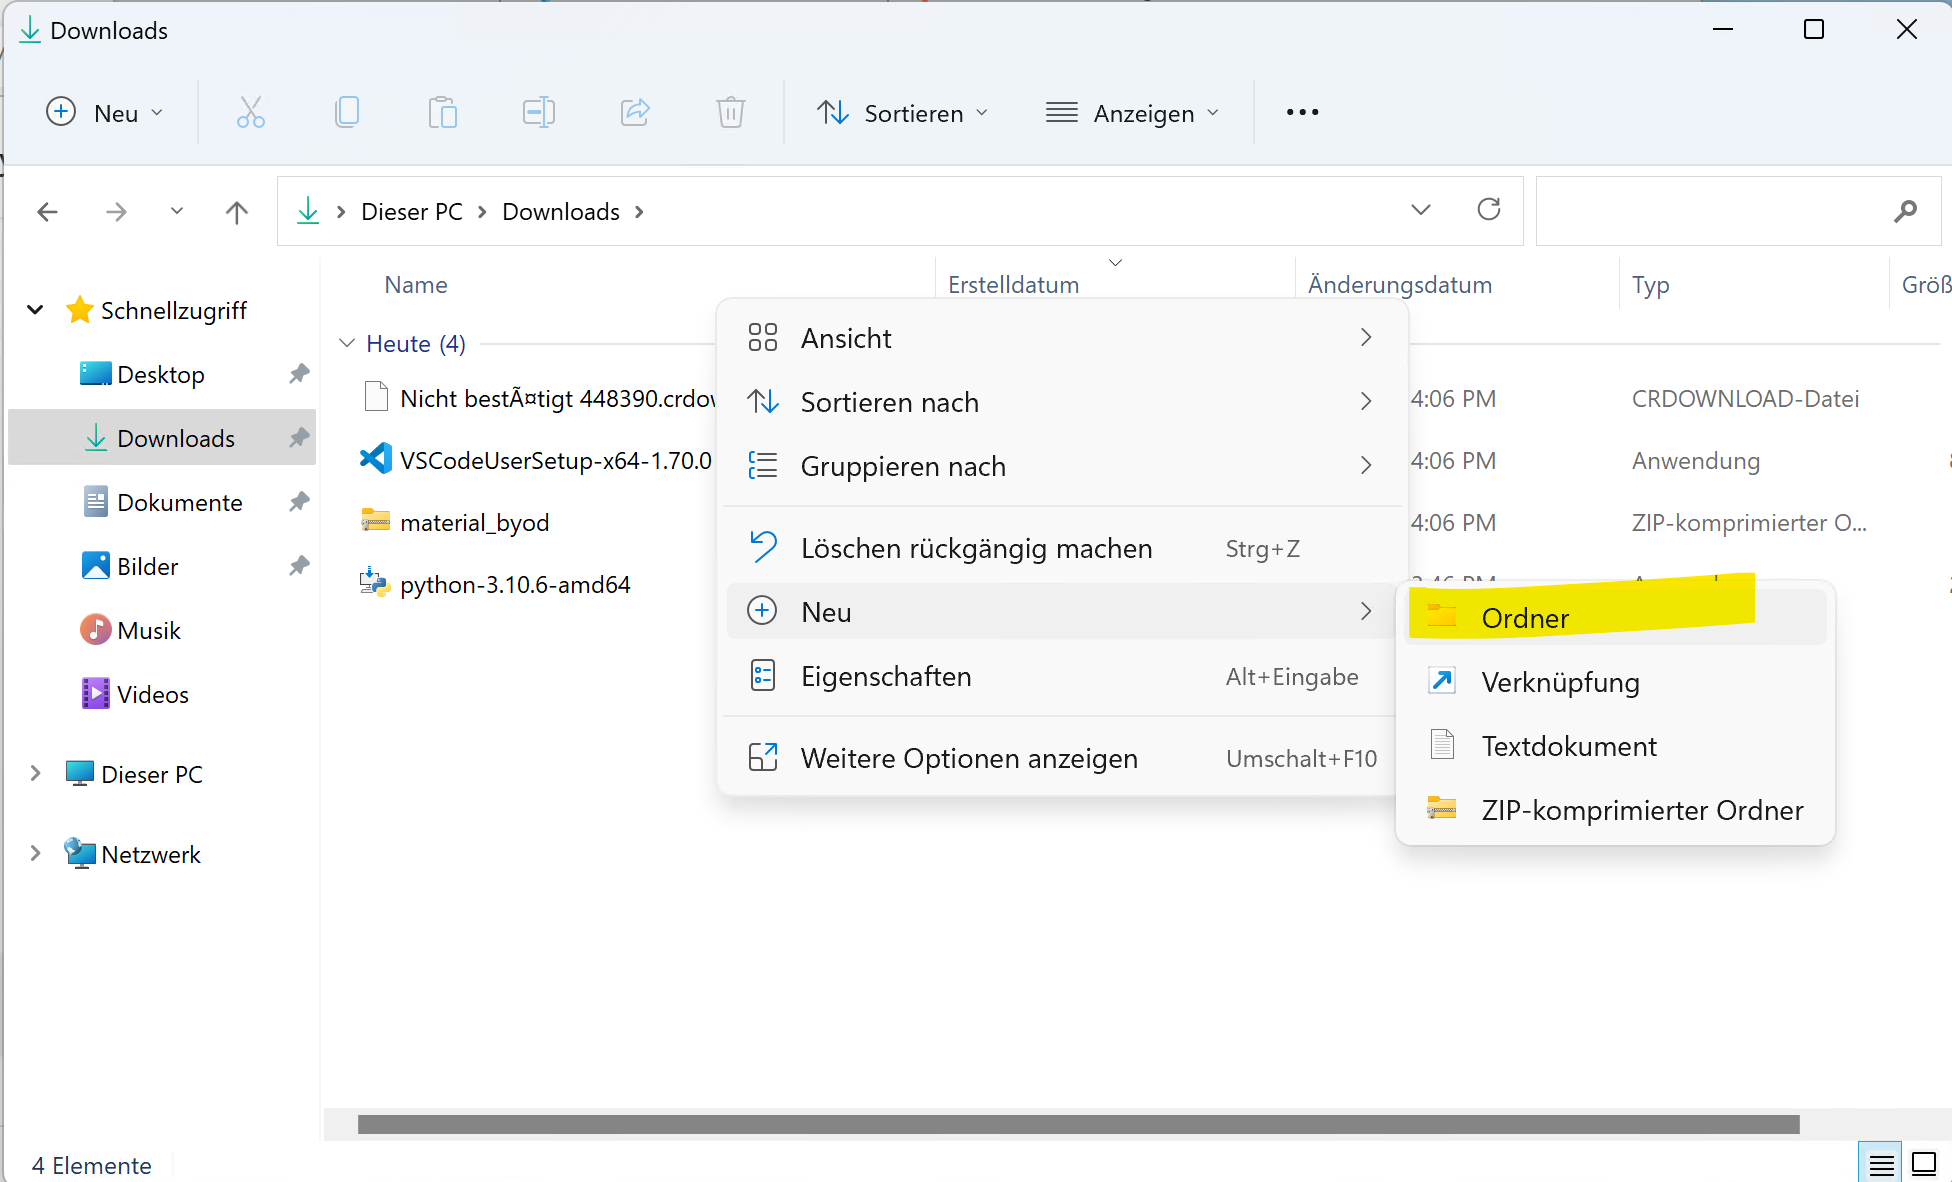 Downloads
Neu
Sortieren
Anzeigen
Dieser PC
Downloads
Name
Erstelldatum
Änderungsdatum
Typ
Größ
Schnellzugriff
Desktop
Downloads
Dokumente
Bilder
Musik
Videos
Dieser PC
Netzwerk
Heute (4)
Nicht bestÃ¤tigt 448390.crdow
4:06 PM
CRDOWNLOAD-Datei
VSCodeUserSetup-x64-1.70.0
4:06 PM
Anwendung
material_byod
4:06 PM
ZIP-komprimierter O...
python-3.10.6-amd64
Ansicht
Sortieren nach
Gruppieren nach
Löschen rückgängig machen Strg+Z
Neu
Eigenschaften Alt+Eingabe
Weitere Optionen anzeigen Umschalt+F10
Ordner
Verknüpfung
Textdokument
ZIP-komprimierter Ordner
4 Elemente